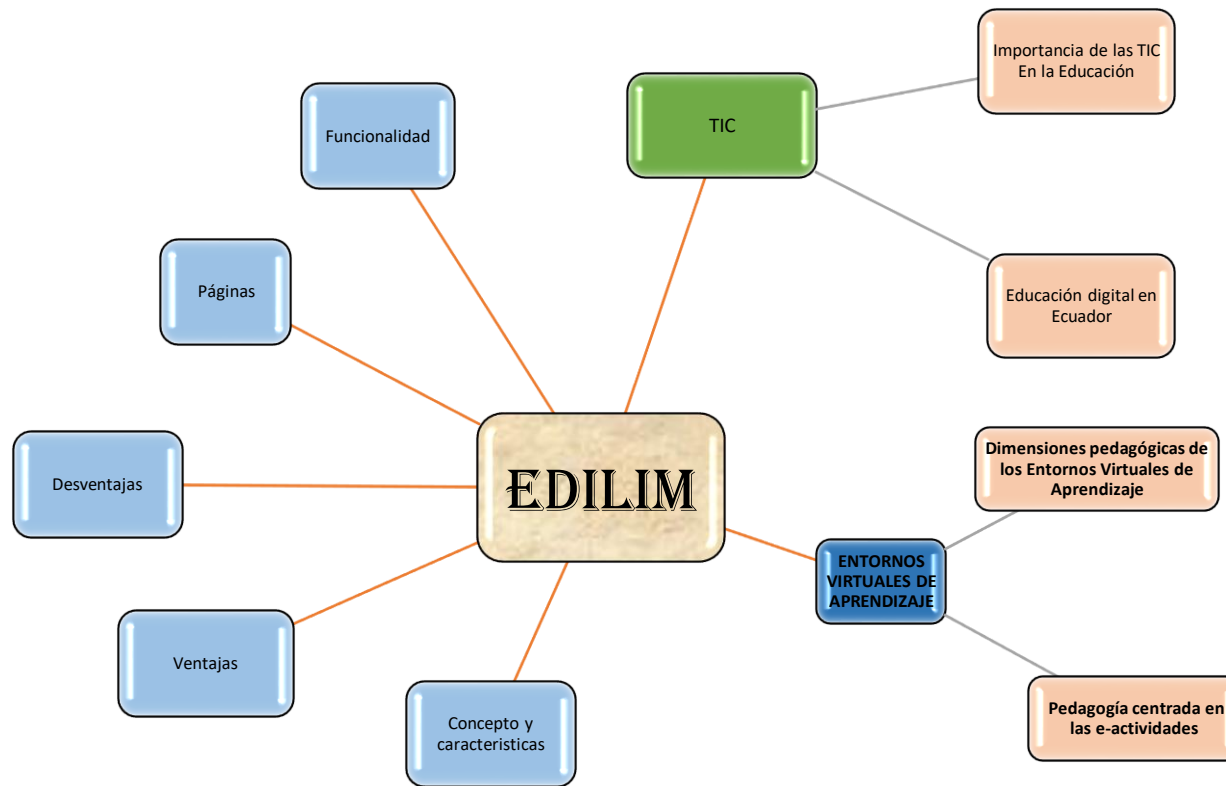 Importancia de las TIC
En la Educación
TIC
Funcionalidad
Páginas
Educación digital en
Ecuador
EDILIM
Desventajas
Dimensiones pedagógicas de
los Entornos Virtuales de
Aprendizaje
ENTORNOS
VIRTUALES DE
APRENDIZAJE
Ventajas
Concepto y
caracteristicas
Pedagogía centrada en
las e-actividades